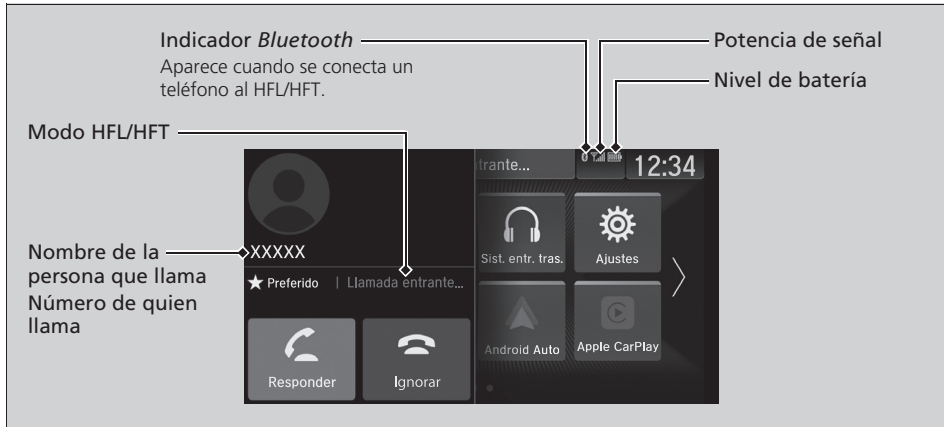 Indicador Bluetooth
Aparece cuando se conecta un
teléfono al HFL/HFT.
Potencia de señal
Nivel de batería
Modo HFL/HFT
Nombre de la
persona que llama
Número de quien
llama
trante...
12:34
XXXXX
Preferido | Llamada entrante...
Responder
Ignorar
Sist. entr. tras.
Ajustes
Android Auto
Apple CarPlay